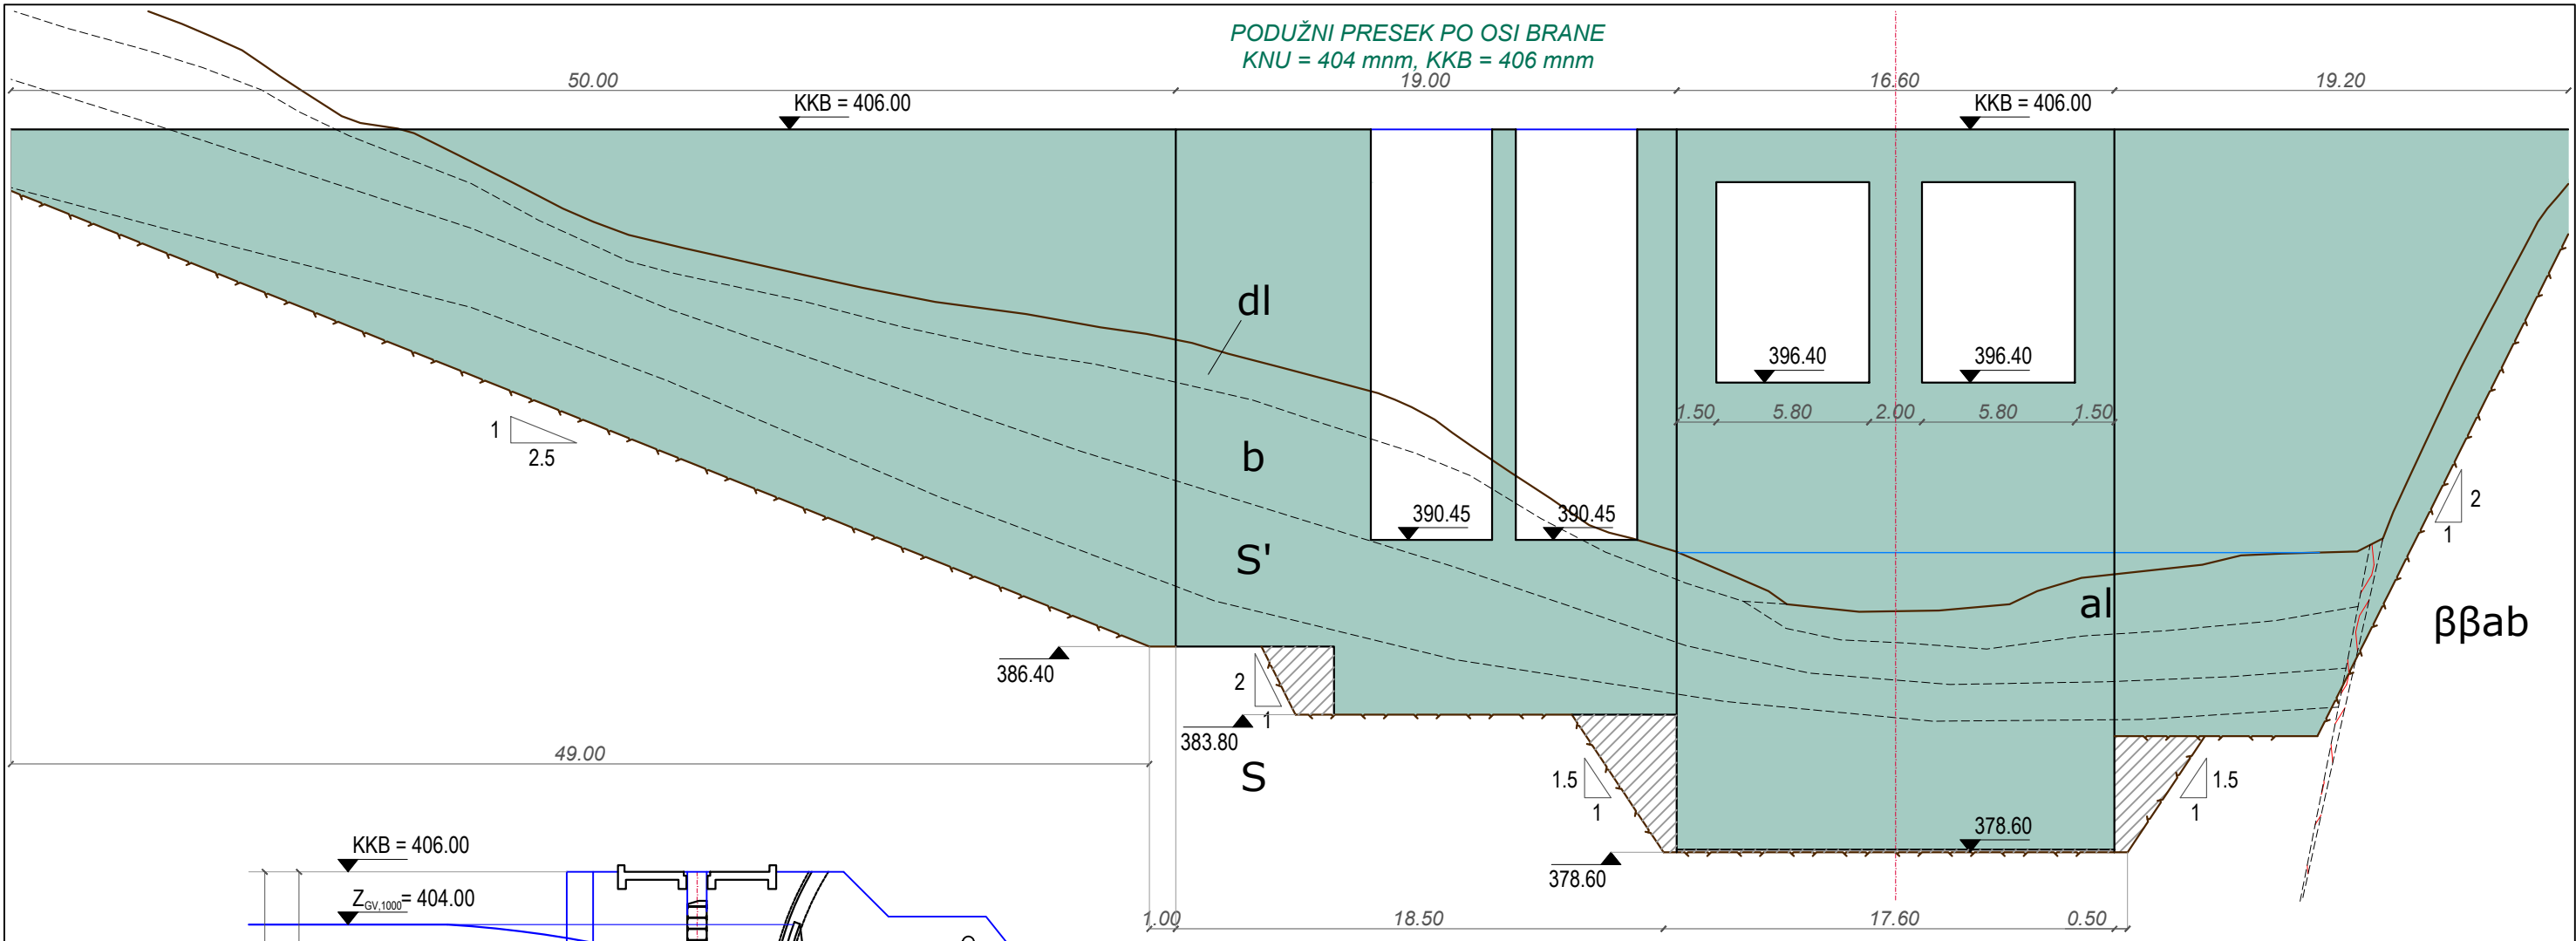 PODUŽNI PRESEK PO OSI BRANE
KNU = 404 mnm, KKB = 406 mnm
50.00
19.00
16.60
19.20
KKB = 406.00
KKB = 406.00
dl
396.40
396.40
1.50
5.80
2.00
5.80
1.50
1
2.5
b
390.45
390.45
2
1
S'
al
ββab
386.40
2
1
383.80
49.00
S
1.5
1
1.5
1
378.60
378.60
KKB = 406.00
ZGV,1000= 404.00
1.00
18.50
17.60
0.50